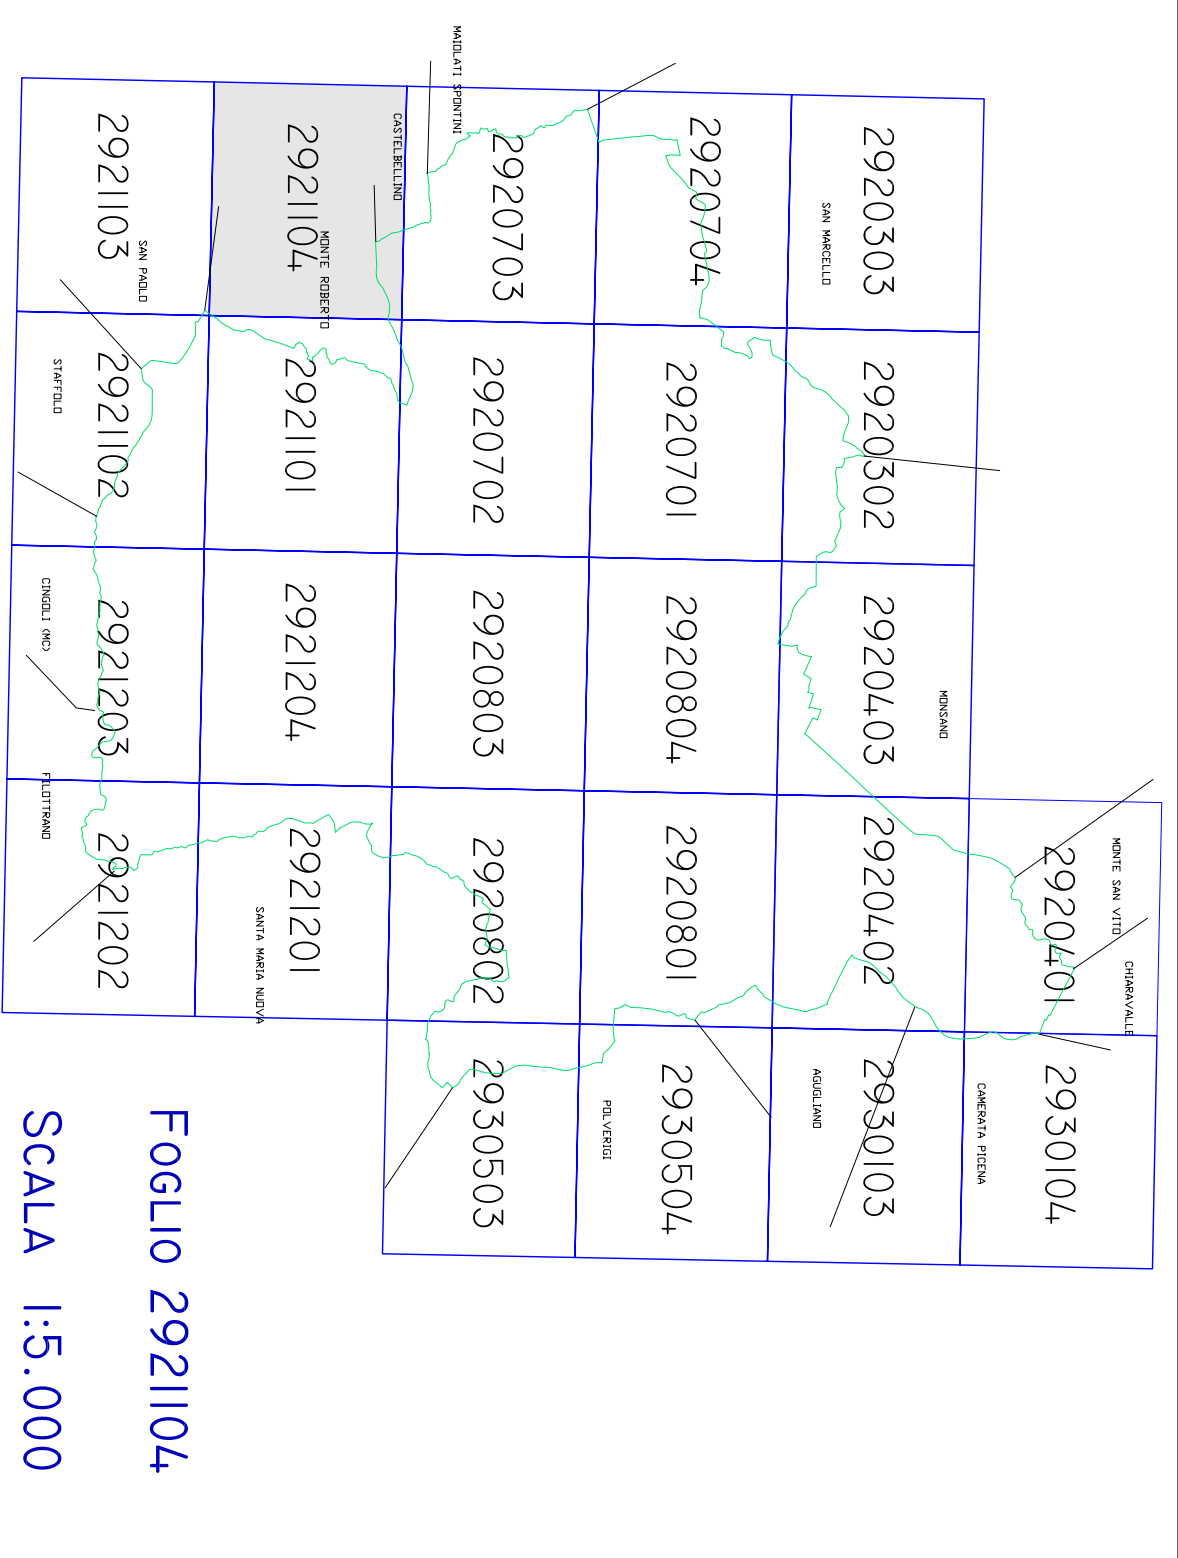 CHIARAVALLE
MONTE SAN VITO
2920401
2930104
CAMERATA PICENA
MONSANO
2920303
2920302
2920403
2920402
2930103
SAN MARCELLO
AGUGLIANO
2920704
2920701
2920804
2920801
2930504
POLVERIGI
2920703
2920702
2920803
2920802
2930503
MAIOLATI SPONTINI
CASTELBELLINO
MONTE ROBERTO
2921104
2921101
2921204
2921201
SANTA MARIA NUOVA
SAN PAOLO
2921103
2921102
2921203
2921202
STAFFOLO
CINGOLI (MC)
FILOTTRANO
FOGLIO 2921104
SCALA 1:5.000